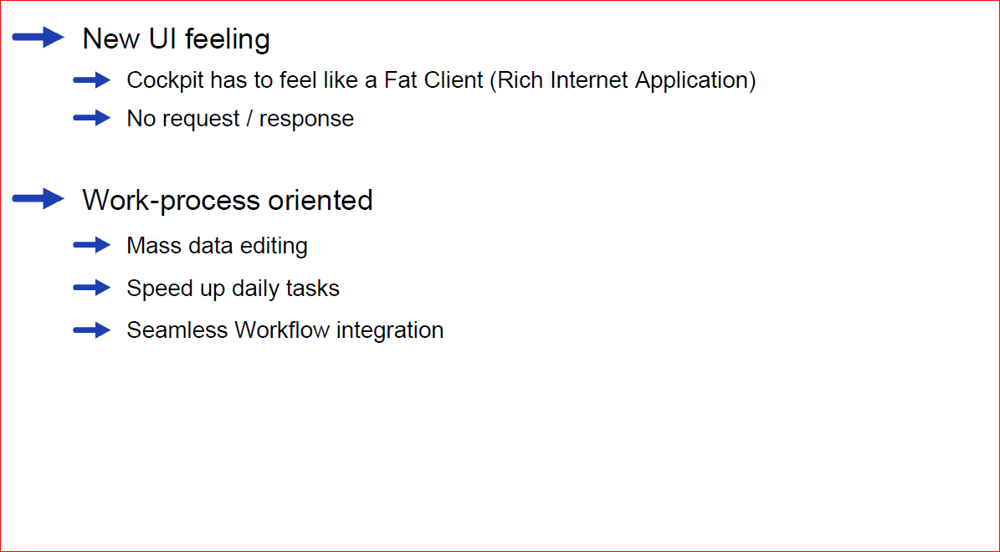 New UI feeling
Cockpit has to feel like a Fat Client (Rich Internet Application)
No request / response
Work-process oriented
Mass data editing
Speed up daily tasks
Seamless Workflow integration